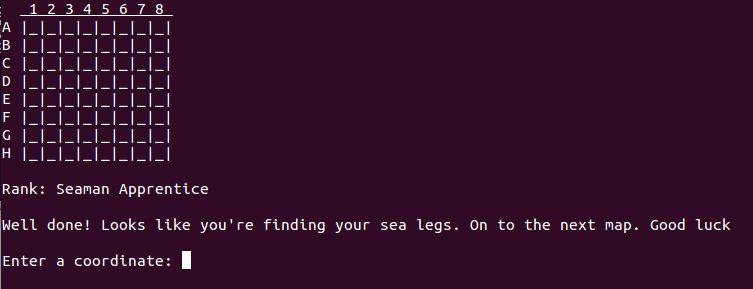 1 2 3 4 5 6 7 8
A |_|_|_|_|_|_|_|_|
B |_|_|_|_|_|_|_|_|
C |_|_|_|_|_|_|_|_|
D |_|_|_|_|_|_|_|_|
E |_|_|_|_|_|_|_|_|
F |_|_|_|_|_|_|_|_|
G |_|_|_|_|_|_|_|_|
H |_|_|_|_|_|_|_|_|
Rank: Seaman Apprentice
Well done! Looks like you're finding your sea legs. On to the next map. Good luck
Enter a coordinate: